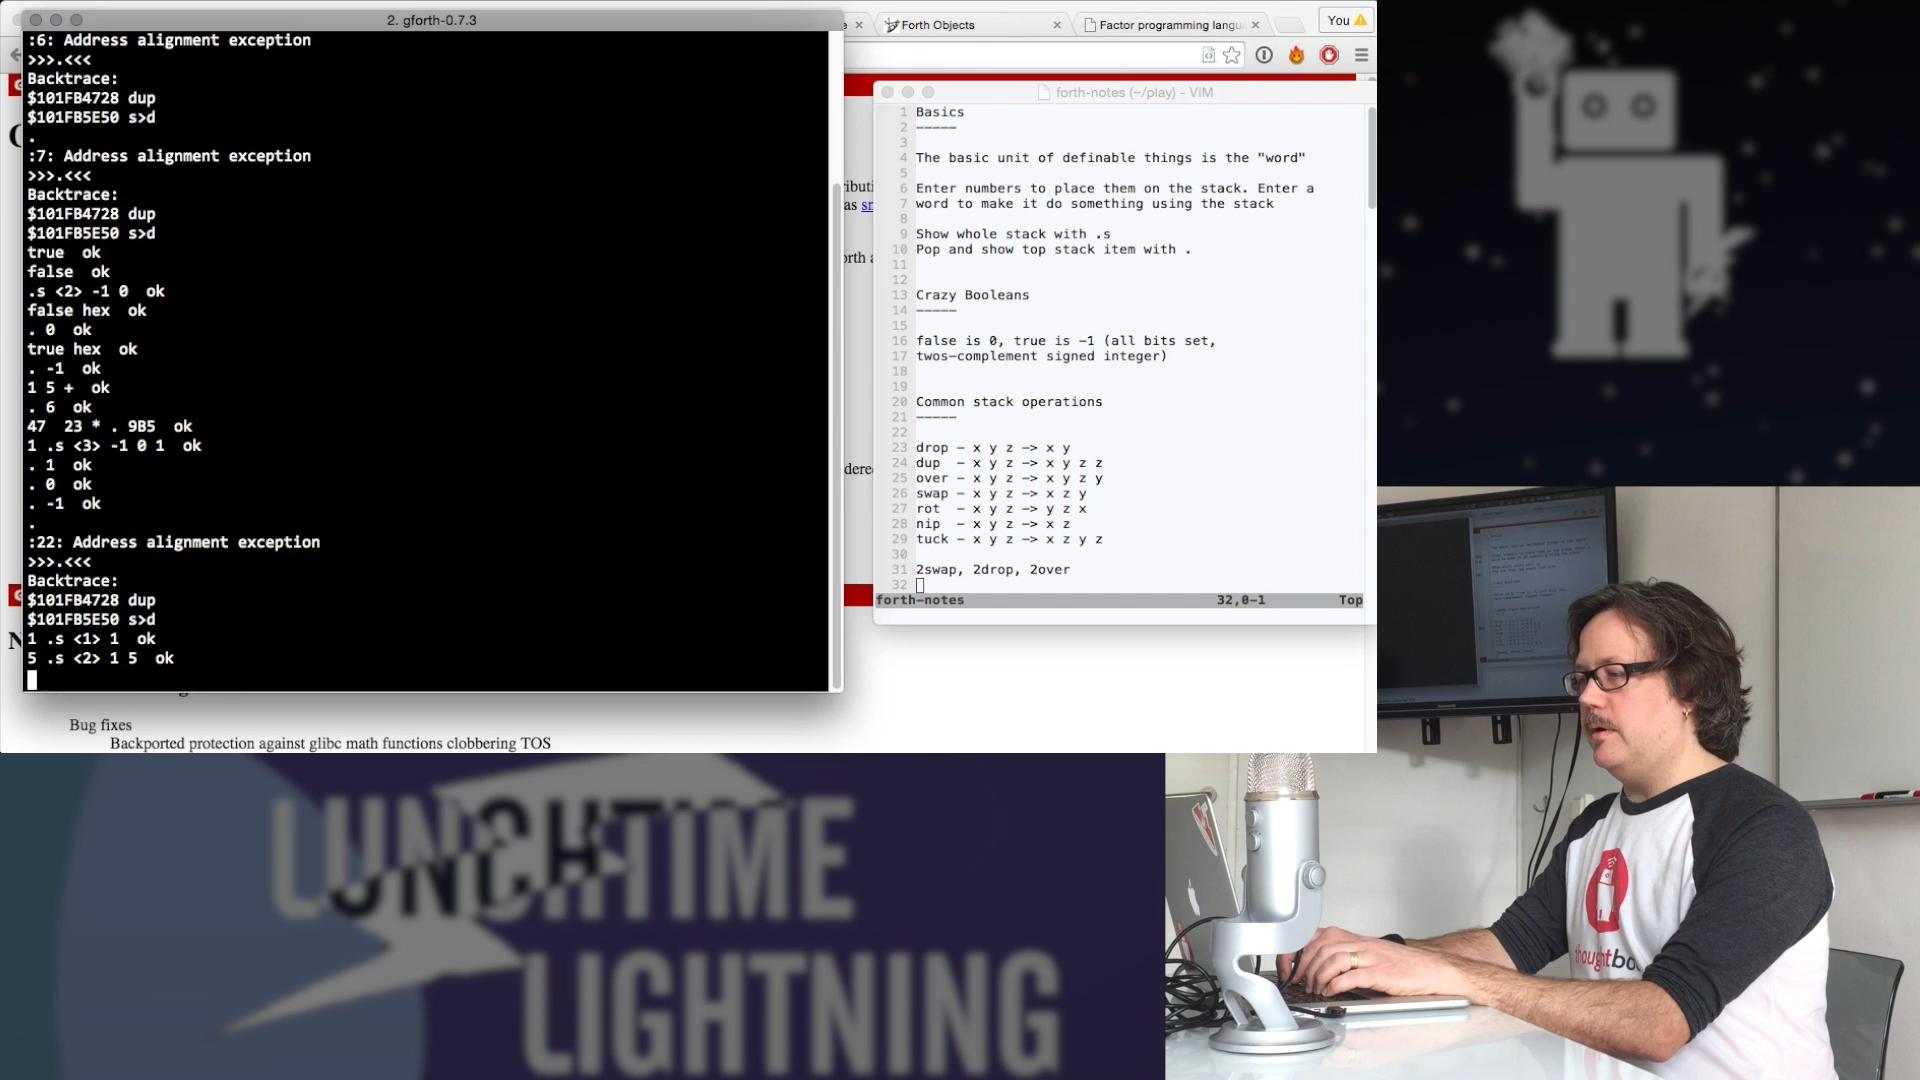 2. gforth-0.7.3
:6: Address alignment exception
>>>.<<<
Backtrace:
$101FB4728 dup
$101FB5E50 s>d
.
:7: Address alignment exception
>>>.<<<
Backtrace:
$101FB4728 dup
$101FB5E50 s>d
true  ok
false  ok
.s <2> -1 0  ok
false hex  ok
. 0  ok
true hex  ok
. -1  ok
1 5 +  ok
. 6  ok
47  23 * . 9B5  ok
1 .s <3> -1 0 1  ok
. 1  ok
. 0  ok
. -1  ok
.
:22: Address alignment exception
>>>.<<<
Backtrace:
$101FB4728 dup
$101FB5E50 s>d
1 .s <1> 1  ok
5 .s <2> 1 5  ok
Forth Objects
Factor programming langu
You
as sr
Bug fixes
Backported protection against glibc math functions clobbering TOS
forth-notes (~/play) - VIM
1 Basics
2 -----
3
4 The basic unit of definable things is the "word"
5
6 Enter numbers to place them on the stack. Enter a
7 word to make it do something using the stack
8
9 Show whole stack with .s
10 Pop and show top stack item with .
11
12
13 Crazy Booleans
14 -----
15
16 false is 0, true is -1 (all bits set,
17 twos-complement signed integer)
18
19
20 Common stack operations
21 -----
22
23 drop - x y z -> x y
24 dup  - x y z -> x y z z
25 over - x y z -> x y z y
26 swap - x y z -> x z y
27 rot  - x y z -> y z x
28 nip  - x y z -> x z
29 tuck - x y z -> x z y z
30
31 2swap, 2drop, 2over
32
forth-notes 32,0-1 Top
LUNCHTIME
LIGHTNING
thoughtbo